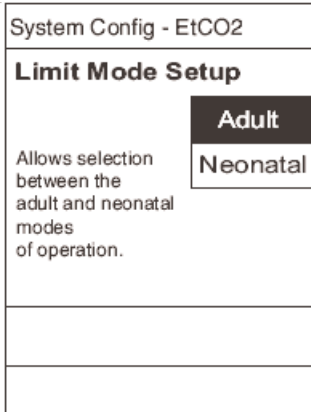 System Config - EtCO2
Limit Mode Setup
Adult
Neonatal
Allows selection
between the
adult and neonatal
modes
of operation.